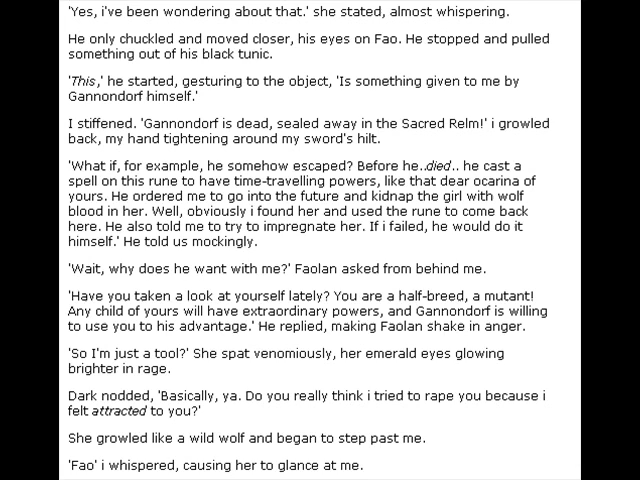 'Yes, i've been wondering about that.' she stated, almost whispering.
He only chuckled and moved closer, his eyes on Fao. He stopped and pulled
something out of his black tunic.
'This,' he started, gesturing to the object, 'Is something given to me by
Gannondorf himself.'
I stiffened. 'Gannondorf is dead, sealed away in the Sacred Relm!' i growled
back, my hand tightening around my sword's hilt.
'What if, for example, he somehow escaped? Before he..died.. he cast a
spell on this rune to have time-travelling powers, like that dear ocarina of
yours. He ordered me to go into the future and kidnap the girl with wolf
blood in her. Well, obviously i found her and used the rune to come back
here. He also told me to try to impregnate her. If i failed, he would do it
himself.' He told us mockingly.
'Wait, why does he want with me?' Faolan asked from behind me.
'Have you taken a look at yourself lately? You are a half-breed, a mutant!
Any child of yours will have extraordinary powers, and Gannondorf is willing
to use you to his advantage.' He replied, making Faolan shake in anger.
'So I'm just a tool?' She spat venomiously, her emerald eyes glowing
brighter in rage.
Dark nodded, 'Basically, ya. Do you really think i tried to rape you because i
felt attracted to you?'
She growled like a wild wolf and began to step past me.
'Fao' i whispered, causing her to glance at me.